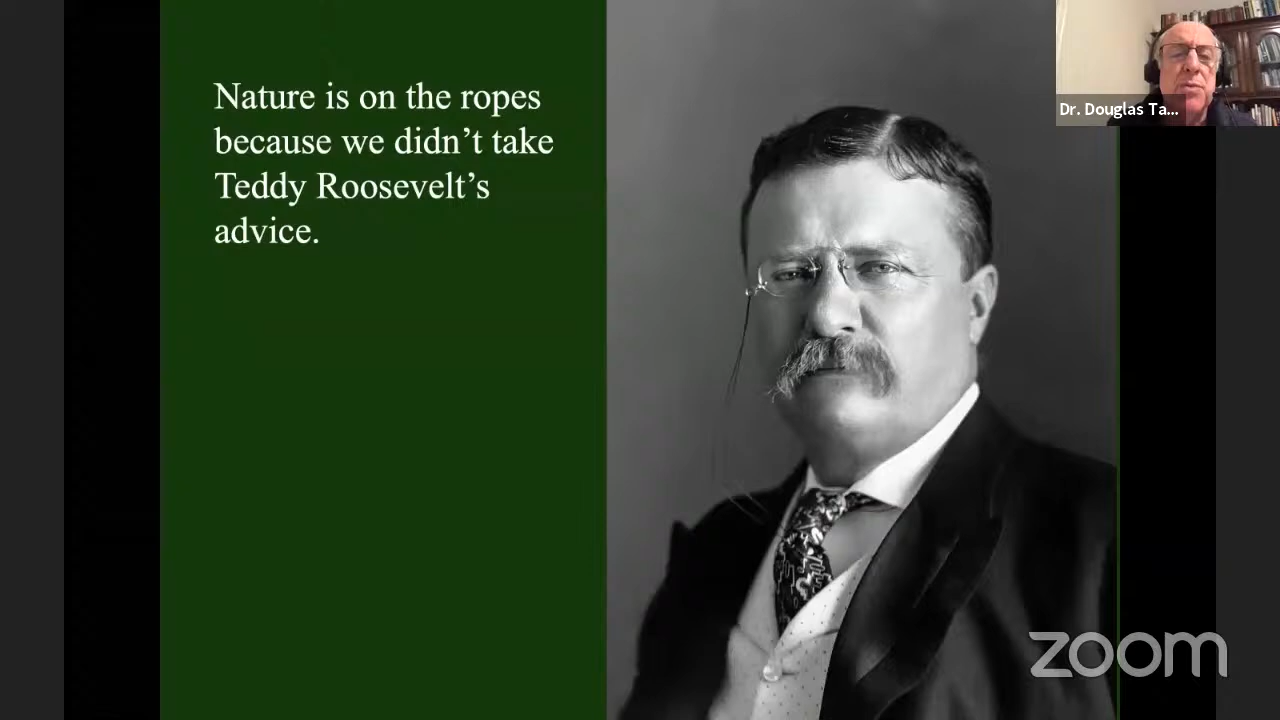 Nature is on the ropes
because we didn’t take
Teddy Roosevelt’s
advice.
Dr. Douglas Ta...
zoom